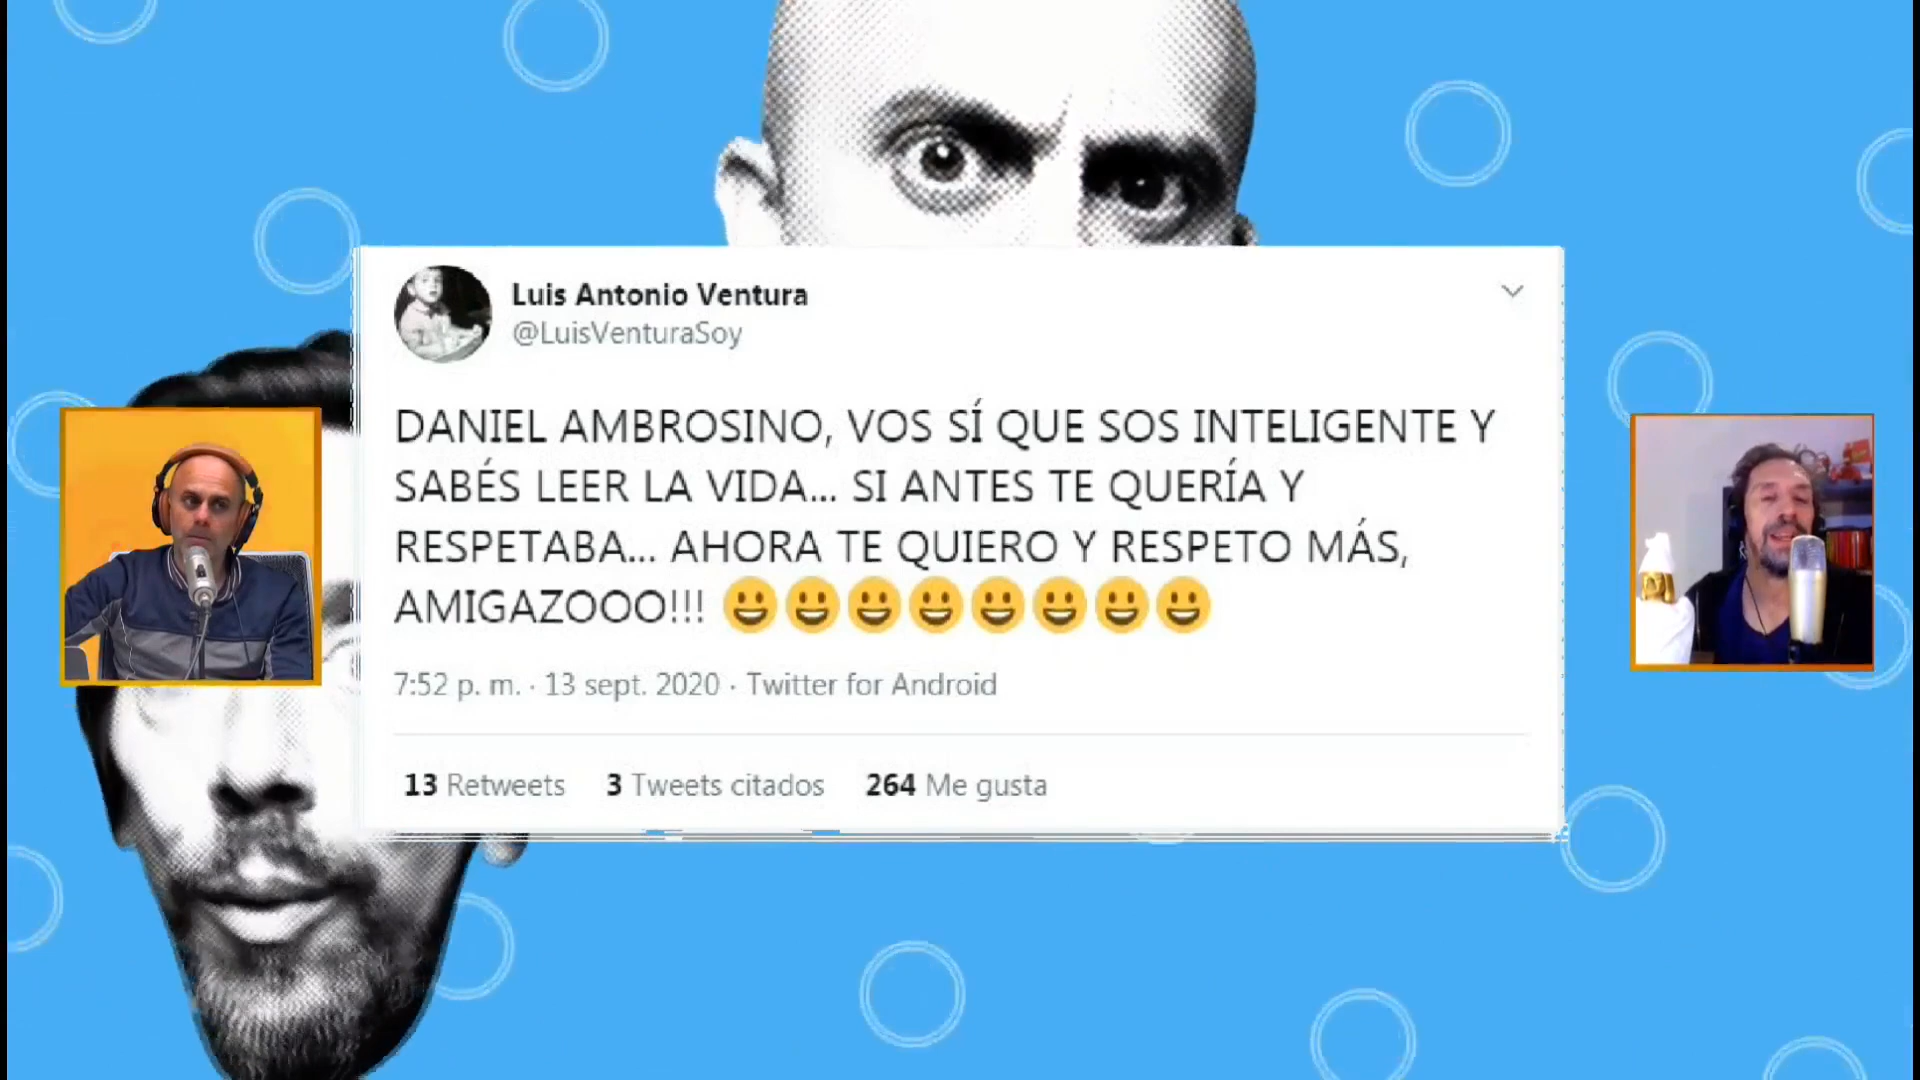 Luis Antonio Ventura
@LuisVenturaSoy
DANIEL AMBROSINO, VOS SÍ QUE SOS INTELIGENTE Y
SABÉS LEER LA VIDA... SI ANTES TE QUERÍA Y
RESPETABA... AHORA TE QUIERO Y RESPETO MÁS,
AMIGAZOOO!!! 😃😃😃😃😃😃😃😃
7:52 p. m. · 13 sept. 2020 · Twitter for Android
13 Retweets 3 Tweets citados 264 Me gusta